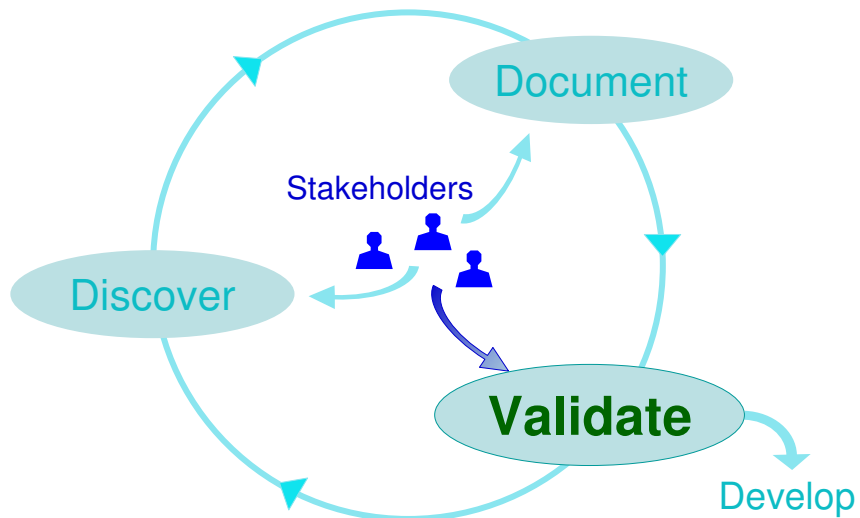 Document
Stakeholders
Discover
Validate
Develop